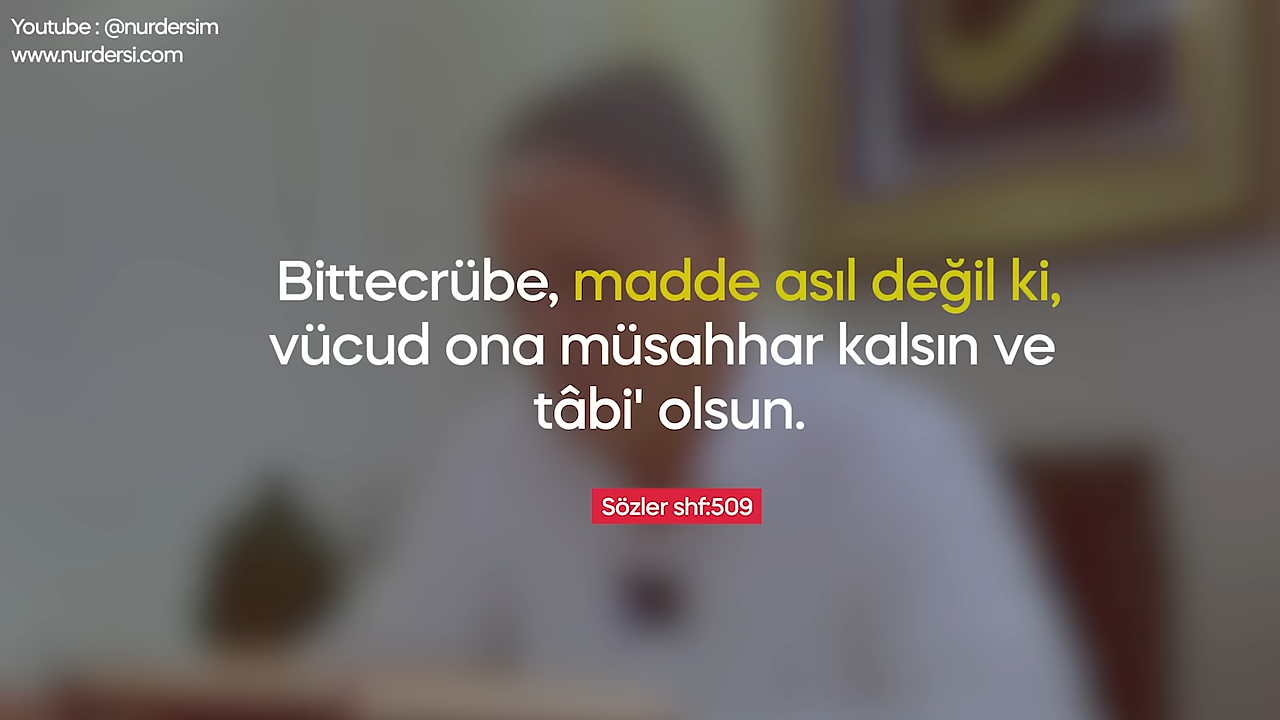 Youtube : @nurdersim
www.nurdersi.com
Bittecrübe, madde asıl değil ki,
vücud ona müsahhar kalsın ve
tâbi' olsun.
Sözler shf:509